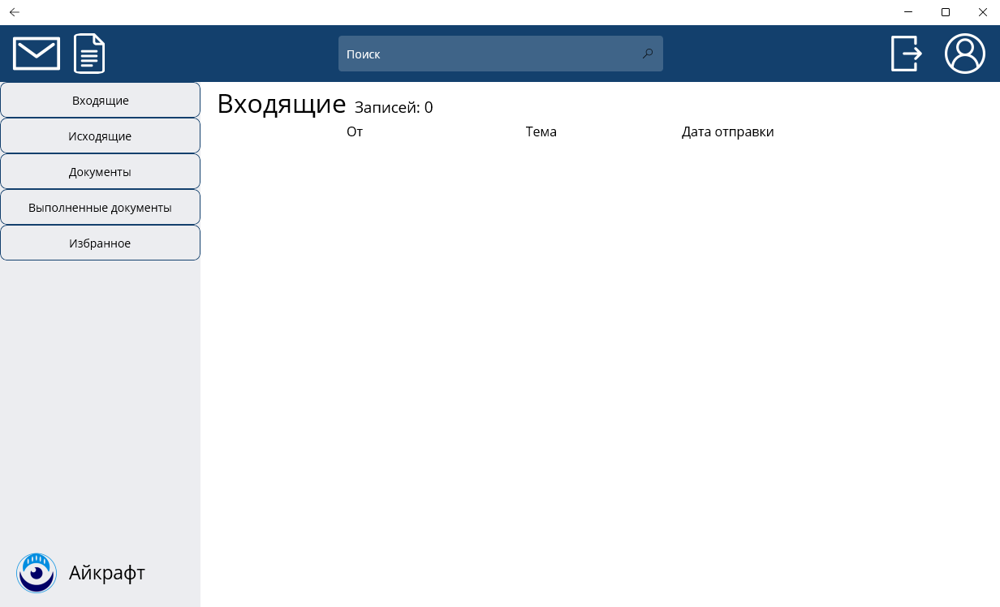 Поиск
Входящие
Исходящие
Документы
Выполненные документы
Избранное
Входящие Записей: 0
От Тема Дата отправки
Айкрафт